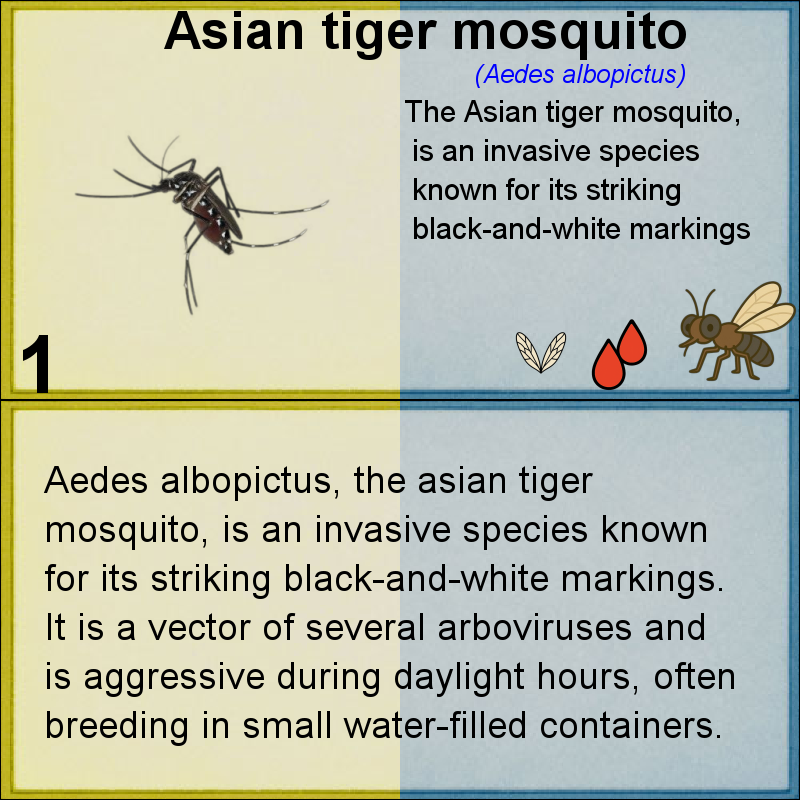 Asian tiger mosquito
(Aedes albopictus)
The Asian tiger mosquito,
is an invasive species
known for its striking
black-and-white markings
1
Aedes albopictus, the asian tiger
mosquito, is an invasive species known
for its striking black-and-white markings.
It is a vector of several arboviruses and
is aggressive during daylight hours, often
breeding in small water-filled containers.